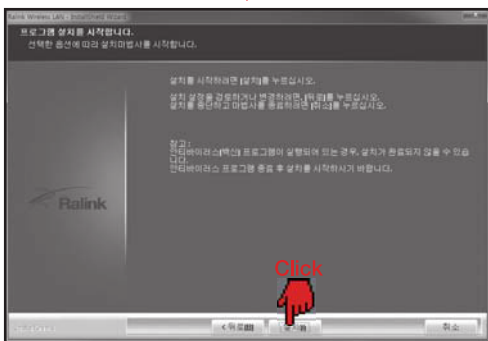 Ralink Wireless LAN - InstallShield Wizard
프로그램 설치를 시작합니다.
선택한 옵션에 따라 설치마법사를 시작합니다.
설치를 시작하려면 [설치]를 누르십시오.
설치 설정을 검토하거나 변경하려면, [뒤로]를 누르십시오.
설치를 중단하고 마법사를 종료하려면 [취소]를 누르십시오.
참고 :
안티바이러스[백신] 프로그램이 실행되어 있는 경우, 설치가 완료되지 않을 수 있습
니다.
안티바이러스 프로그램 종료 후 설치를 시작하시기 바랍니다.
Ralink
Click
InstallShield
< 뒤로(B)
취소